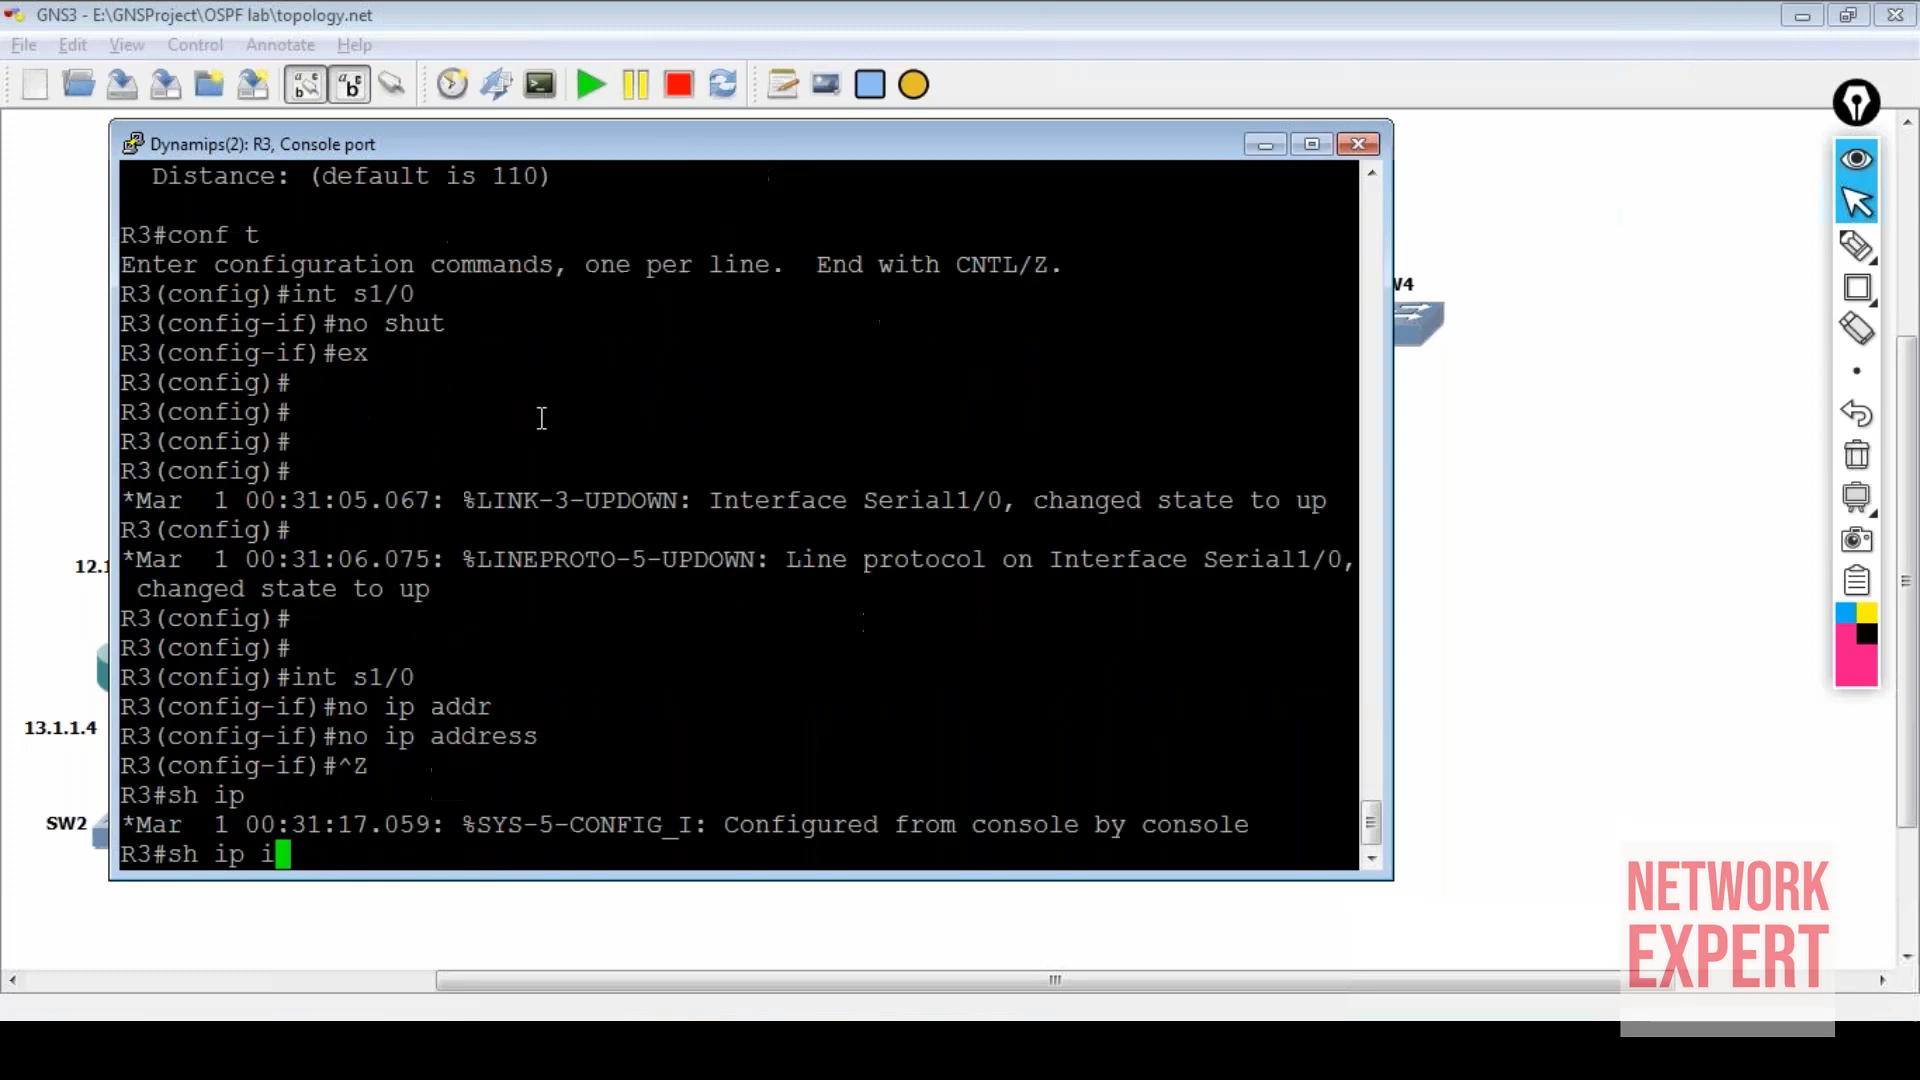 GNS3 - E:\GNSProject\OSPF lab\topology.net
File Edit View Control Annotate Help
Dynamips(2): R3, Console port
Distance: (default is 110)
R3#conf t
Enter configuration commands, one per line.  End with CNTL/Z.
R3(config)#int s1/0
R3(config-if)#no shut
R3(config-if)#ex
R3(config)#
R3(config)#
R3(config)#
R3(config)#
*Mar  1 00:31:05.067: %LINK-3-UPDOWN: Interface Serial1/0, changed state to up
R3(config)#
*Mar  1 00:31:06.075: %LINEPROTO-5-UPDOWN: Line protocol on Interface Serial1/0,
changed state to up
R3(config)#
R3(config)#
R3(config)#int s1/0
R3(config-if)#no ip addr
R3(config-if)#no ip address
R3(config-if)#^Z
R3#sh ip
*Mar  1 00:31:17.059: %SYS-5-CONFIG_I: Configured from console by console
R3#sh ip i
12.1
13.1.1.4
SW2
W4
NETWORK
EXPERT